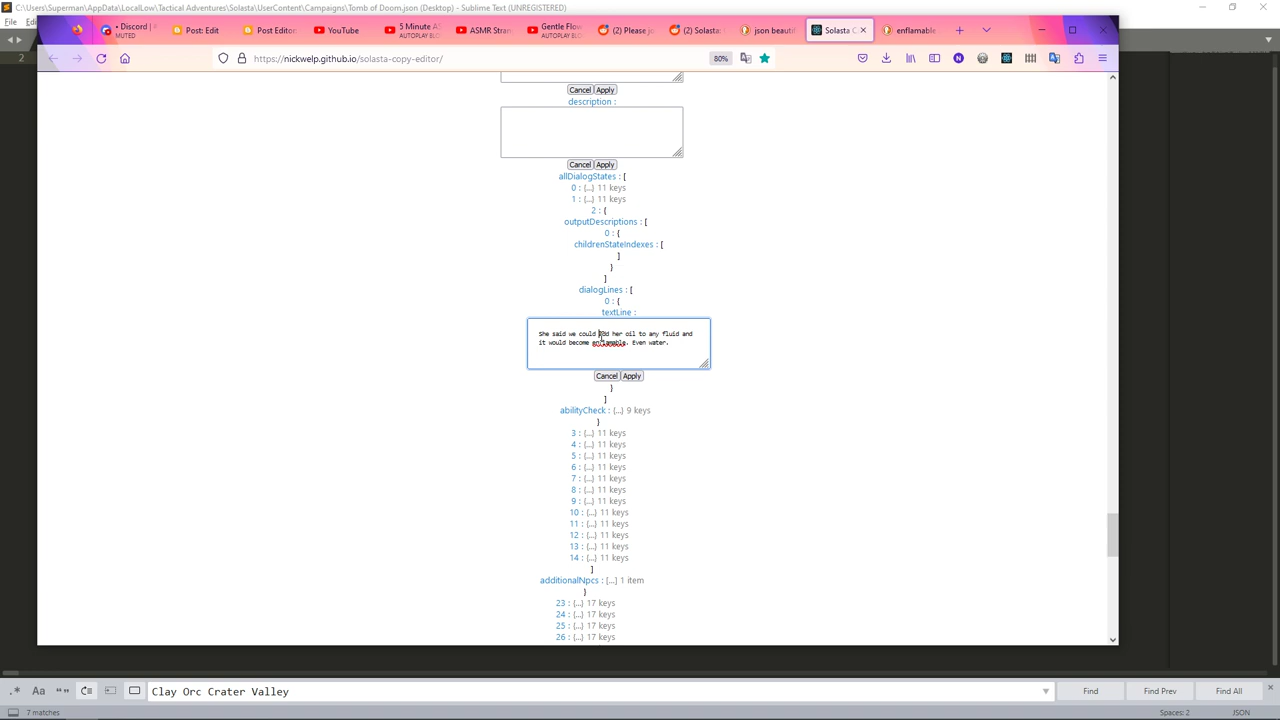 C:\Users\Superman\AppData\LocalLow\Tactical Adventures\Solasta\UserContent\Campaigns\Tomb of Doom.json (Desktop) - Sublime Text (UNREGISTERED)
File
• Discord |
MUTED
Post: Edit
Post Editor
YouTube
5 Minute AS
AUTOPLAY BLOCKED
ASMR Stran
Gentle Flow
AUTOPLAY BLOCKED
(2) Please jo
(2) Solasta:
json beautif
Solasta C
enflamable
https://nickwelp.github.io/solasta-copy-editor/
80%
2
Cancel Apply
description :
Cancel Apply
allDialogStates : [
0 : {...} 11 keys
1 : {...} 11 keys
2 : {
outputDescriptions : [
0 : {
childrenStateIndexes : [
]
}
]
dialogLines : [
0 : {
textLine :
She said we could add her oil to any fluid and
it would become enflamable. Even water.
Cancel Apply
}
]
abilityCheck : {...} 9 keys
}
3 : {...} 11 keys
4 : {...} 11 keys
5 : {...} 11 keys
6 : {...} 11 keys
7 : {...} 11 keys
8 : {...} 11 keys
9 : {...} 11 keys
10 : {...} 11 keys
11 : {...} 11 keys
12 : {...} 11 keys
13 : {...} 11 keys
14 : {...} 11 keys
]
additionalNpcs : [...] 1 item
}
23 : {...} 17 keys
24 : {...} 17 keys
25 : {...} 17 keys
26 : {...} 17 keys
.* Aa “”
Clay Orc Crater Valley
Find
Find Prev
Find All
7 matches
Spaces: 2
JSON